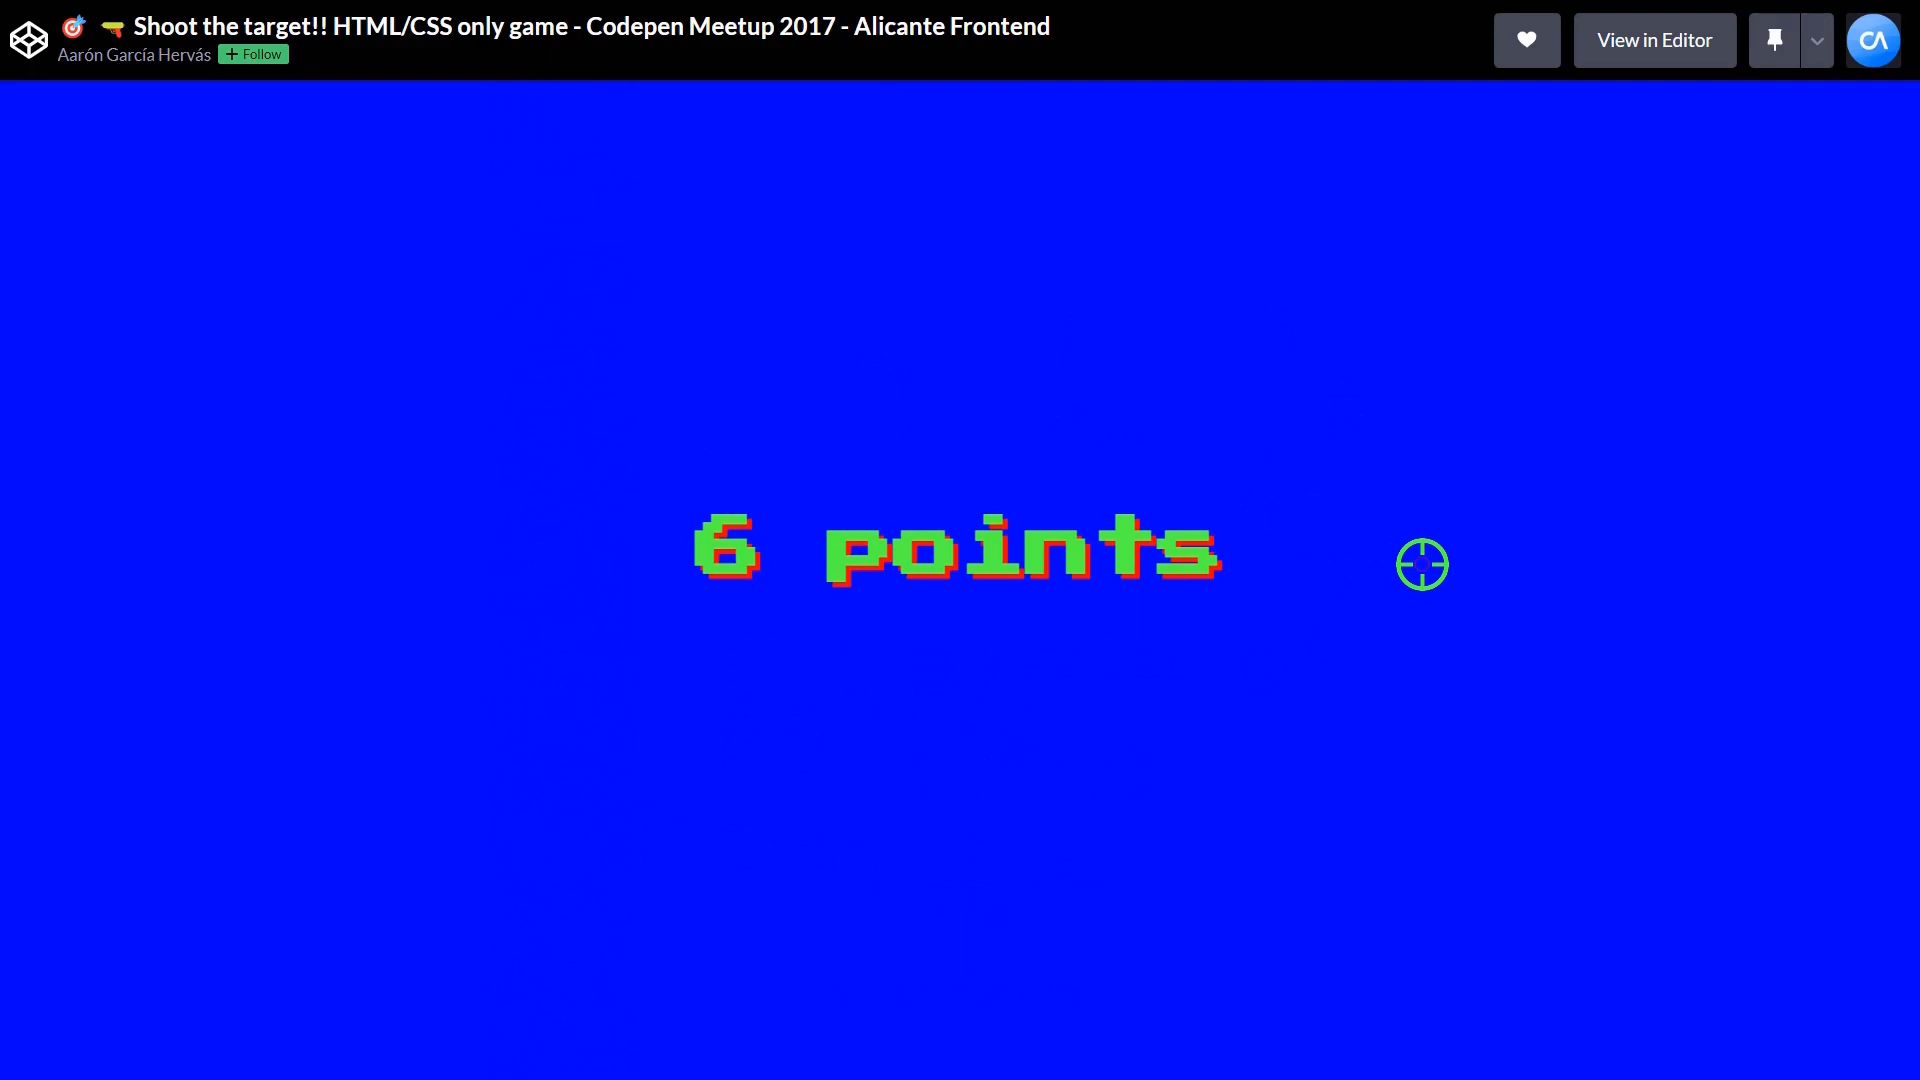 🎯 🔫 Shoot the target!! HTML/CSS only game - Codepen Meetup 2017 - Alicante Frontend
Aarón García Hervás + Follow
View in Editor
CA
6 points